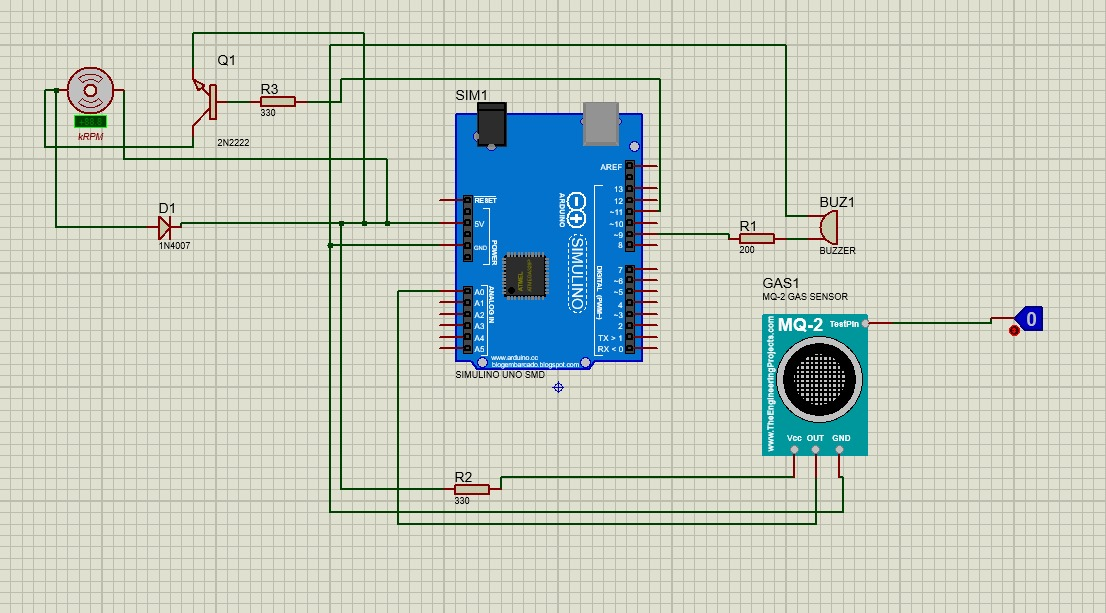 Q1
2N2222
R3
330
kRPM
D1
1N4007
SIM1
AREF
RESET
5V
GND
POWER
A0
A1
A2
A3
A4
A5
ANALOG IN
ARDUINO
SIMULINO
13
12
~11
~10
~9
8
7
~6
~5
4
~3
2
TX > 1
RX < 0
DIGITAL (PWM~)
ATMEL
www.arduino.cc
blogembarcado.blogspot.com
SIMULINO UNO SMD
BUZ1
BUZZER
R1
200
GAS1
MQ-2 GAS SENSOR
MQ-2
TestPin
www.TheEngineeringProjects.com
Vcc OUT GND
0
R2
330